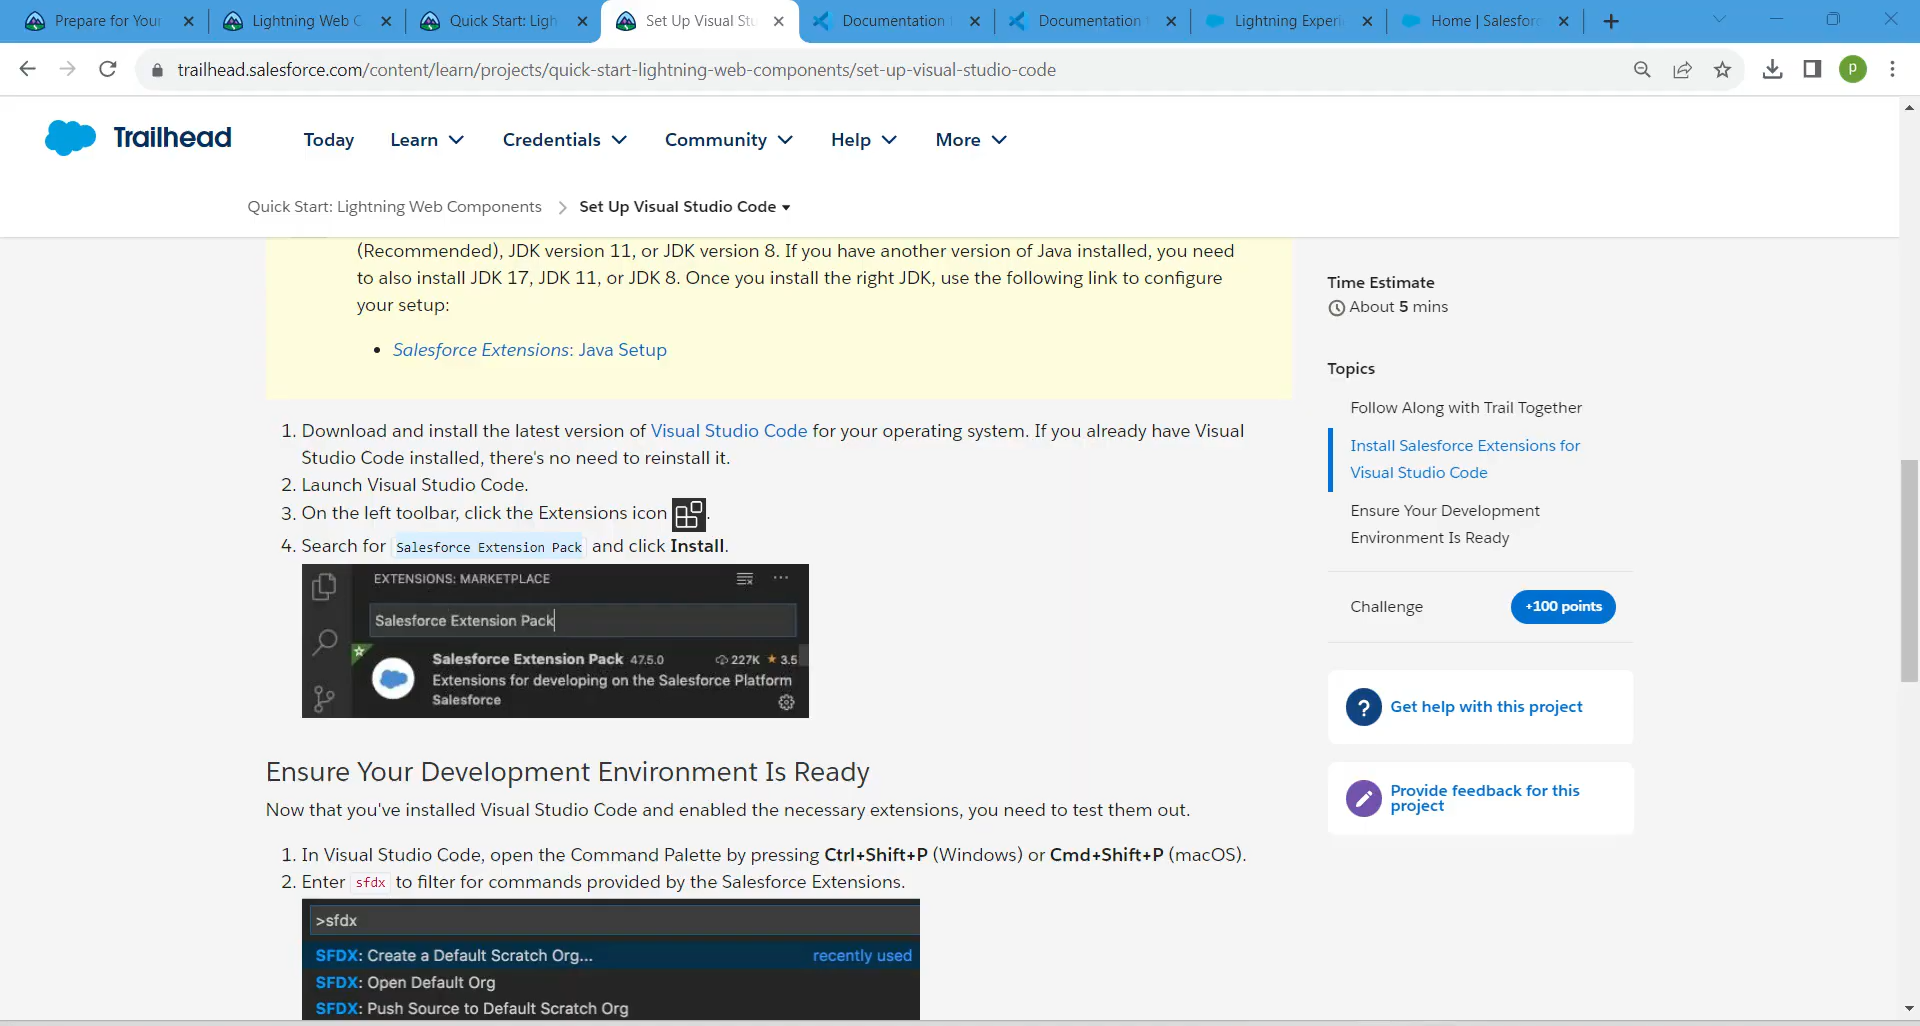 Prepare for Your
Lightning Web C
Quick Start: Ligh
Set Up Visual Stu
Documentation
Documentation
Lightning Experi
Home | Salesfor
trailhead.salesforce.com/content/learn/projects/quick-start-lightning-web-components/set-up-visual-studio-code
P
Trailhead
Today
Learn
Credentials
Community
Help
More
Quick Start: Lightning Web Components
Set Up Visual Studio Code
(Recommended), JDK version 11, or JDK version 8. If you have another version of Java installed, you need
to also install JDK 17, JDK 11, or JDK 8. Once you install the right JDK, use the following link to configure
your setup:
• Salesforce Extensions: Java Setup
1. Download and install the latest version of Visual Studio Code for your operating system. If you already have Visual
Studio Code installed, there's no need to reinstall it.
2. Launch Visual Studio Code.
3. On the left toolbar, click the Extensions icon .
4. Search for Salesforce Extension Pack and click Install.
EXTENSIONS: MARKETPLACE
Salesforce Extension Pack
Salesforce Extension Pack 47.5.0 227K ★ 3.5
Extensions for developing on the Salesforce Platform
Salesforce
Ensure Your Development Environment Is Ready
Now that you've installed Visual Studio Code and enabled the necessary extensions, you need to test them out.
1. In Visual Studio Code, open the Command Palette by pressing Ctrl+Shift+P (Windows) or Cmd+Shift+P (macOS).
2. Enter sfdx to filter for commands provided by the Salesforce Extensions.
>sfdx
SFDX: Create a Default Scratch Org... recently used
SFDX: Open Default Org
SFDX: Push Source to Default Scratch Org
Time Estimate
About 5 mins
Topics
Follow Along with Trail Together
Install Salesforce Extensions for
Visual Studio Code
Ensure Your Development
Environment Is Ready
Challenge
+100 points
? Get help with this project
Provide feedback for this
project